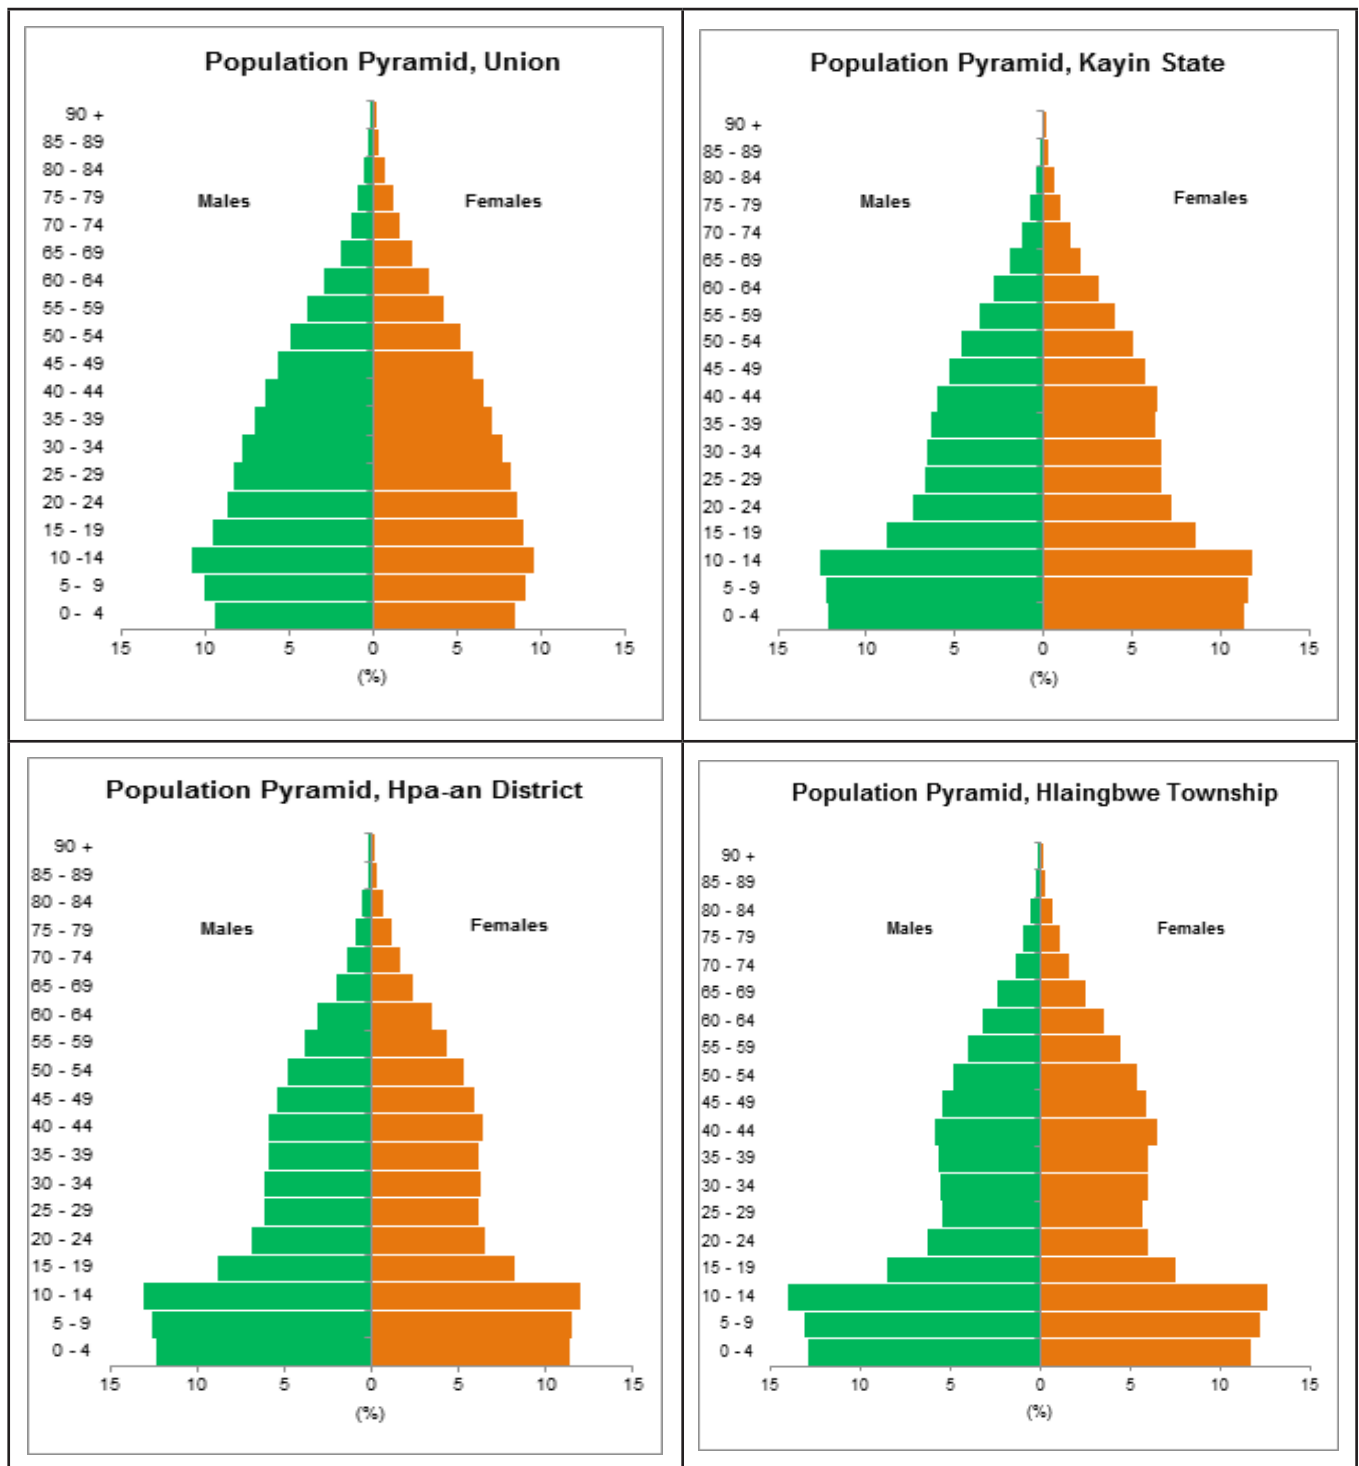 Population Pyramid, Union
90 +
85 - 89
80 - 84
75 - 79
70 - 74
65 - 69
60 - 64
55 - 59
50 - 54
45 - 49
40 - 44
35 - 39
30 - 34
25 - 29
20 - 24
15 - 19
10 -14
5 - 9
0 - 4
Males
Females
15 10 5 0 5 10 15
(%)
Population Pyramid, Kayin State
90 +
85 - 89
80 - 84
75 - 79
70 - 74
65 - 69
60 - 64
55 - 59
50 - 54
45 - 49
40 - 44
35 - 39
30 - 34
25 - 29
20 - 24
15 - 19
10 - 14
5 - 9
0 - 4
Males
Females
15 10 5 0 5 10 15
(%)
Population Pyramid, Hpa-an District
90 +
85 - 89
80 - 84
75 - 79
70 - 74
65 - 69
60 - 64
55 - 59
50 - 54
45 - 49
40 - 44
35 - 39
30 - 34
25 - 29
20 - 24
15 - 19
10 - 14
5 - 9
0 - 4
Males
Females
15 10 5 0 5 10 15
(%)
Population Pyramid, Hlaingbwe Township
90 +
85 - 89
80 - 84
75 - 79
70 - 74
65 - 69
60 - 64
55 - 59
50 - 54
45 - 49
40 - 44
35 - 39
30 - 34
25 - 29
20 - 24
15 - 19
10 - 14
5 - 9
0 - 4
Males
Females
15 10 5 0 5 10 15
(%)